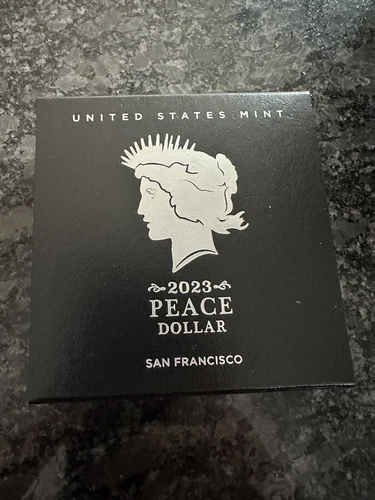 UNITED STATES MINT
2023
PEACE
DOLLAR
SAN FRANCISCO